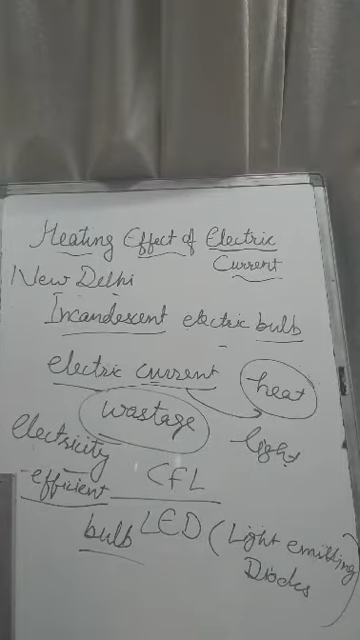 Heating Effect of Electric
Current
New Delhi
Incandescent electric bulb
electric current heat
wastage
light
Electricity
efficient CFL
bulb LED (Light emitting
Diodes)